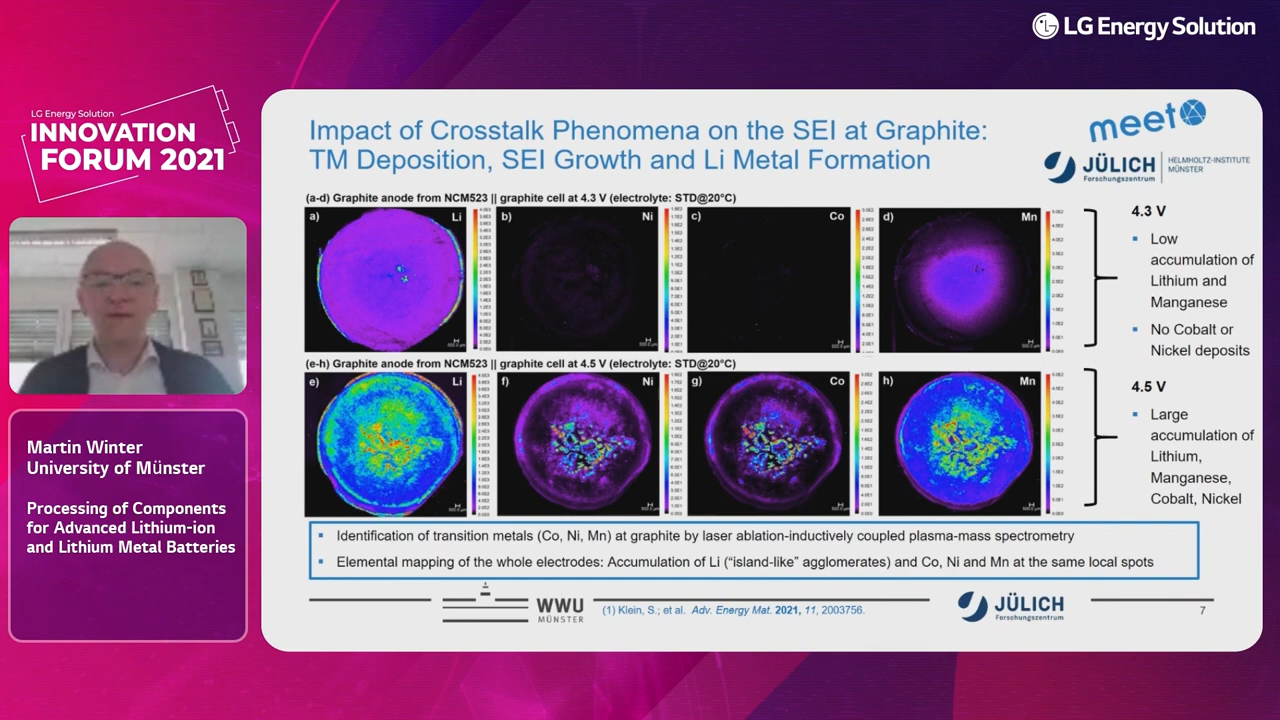 LG Energy Solution
LG Energy Solution
INNOVATION
FORUM 2021
Martin Winter
University of Münster
Processing of Components
for Advanced Lithium-ion
and Lithium Metal Batteries
Impact of Crosstalk Phenomena on the SEI at Graphite:
TM Deposition, SEI Growth and Li Metal Formation
meet
JÜLICH
Forschungszentrum
HELMHOLTZ-INSTITUTE
MÜNSTER
(a-d) Graphite anode from NCM523 || graphite cell at 4.3 V (electrolyte: STD@20°C)
a) Li
b) Ni
c) Co
d) Mn
4.3 V
▪ Low
accumulation of
Lithium and
Manganese
▪ No Cobalt or
Nickel deposits
(e-h) Graphite anode from NCM523 || graphite cell at 4.5 V (electrolyte: STD@20°C)
e) Li
f) Ni
g) Co
h) Mn
4.5 V
▪ Large
accumulation of
Lithium,
Manganese,
Cobalt, Nickel
▪ Identification of transition metals (Co, Ni, Mn) at graphite by laser ablation-inductively coupled plasma-mass spectrometry
▪ Elemental mapping of the whole electrodes: Accumulation of Li (“island-like” agglomerates) and Co, Ni and Mn at the same local spots
WWU
MÜNSTER
(1) Klein, S.; et al. Adv. Energy Mat. 2021, 11, 2003756.
JÜLICH
Forschungszentrum
7